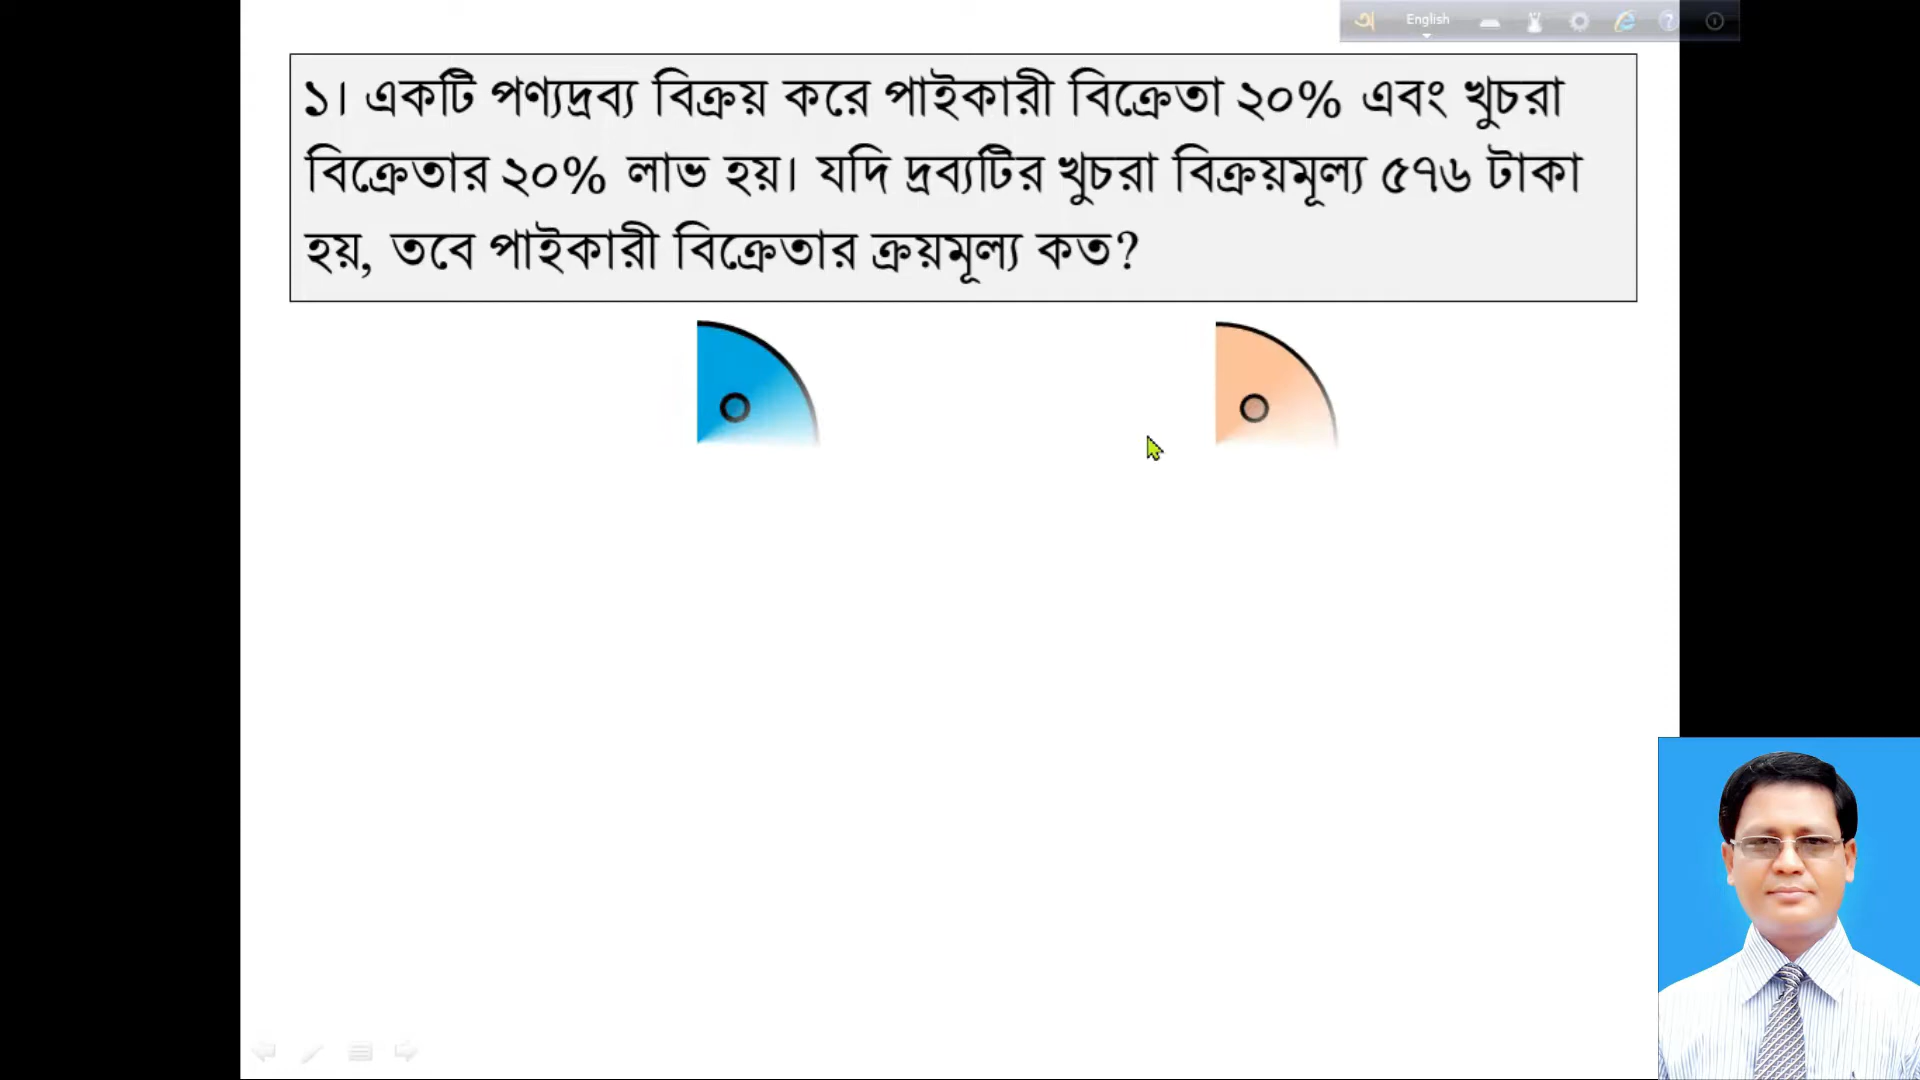 English
১। একটি পণ্যদ্রব্য বিক্রয় করে পাইকারী বিক্রেতা ২০% এবং খুচরা
বিক্রেতার ২০% লাভ হয়। যদি দ্রব্যটির খুচরা বিক্রয়মূল্য ৫৭৬ টাকা
হয়, তবে পাইকারী বিক্রেতার ক্রয়মূল্য কত?